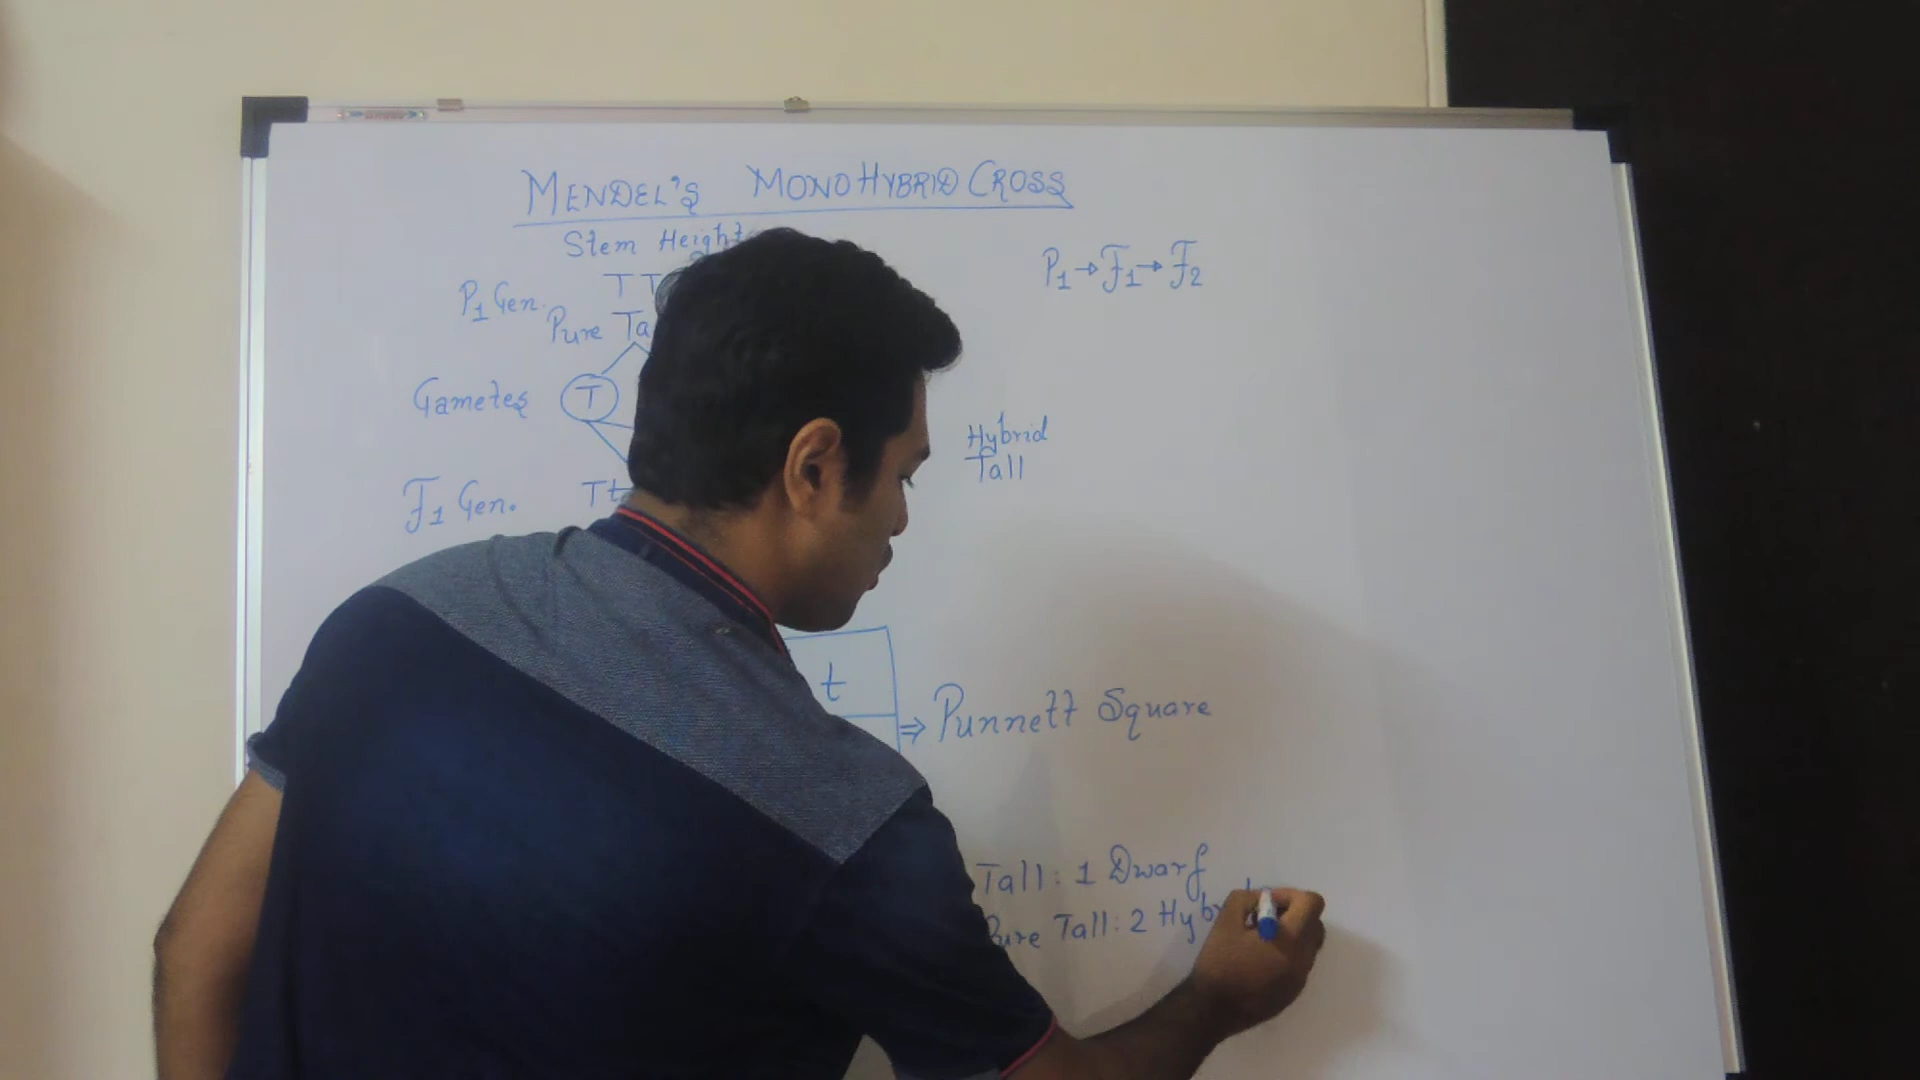 MENDEL'S MONOHYBRID CROSS
Stem Height
P1 → F1 → F2
P1 Gen.
TT
Pure Ta
Gametes
T
Hybrid
Tall
F1 Gen.
Tt
t
⇒ Punnett Square
Tall: 1 Dwarf
Pure Tall: 2 Hyb